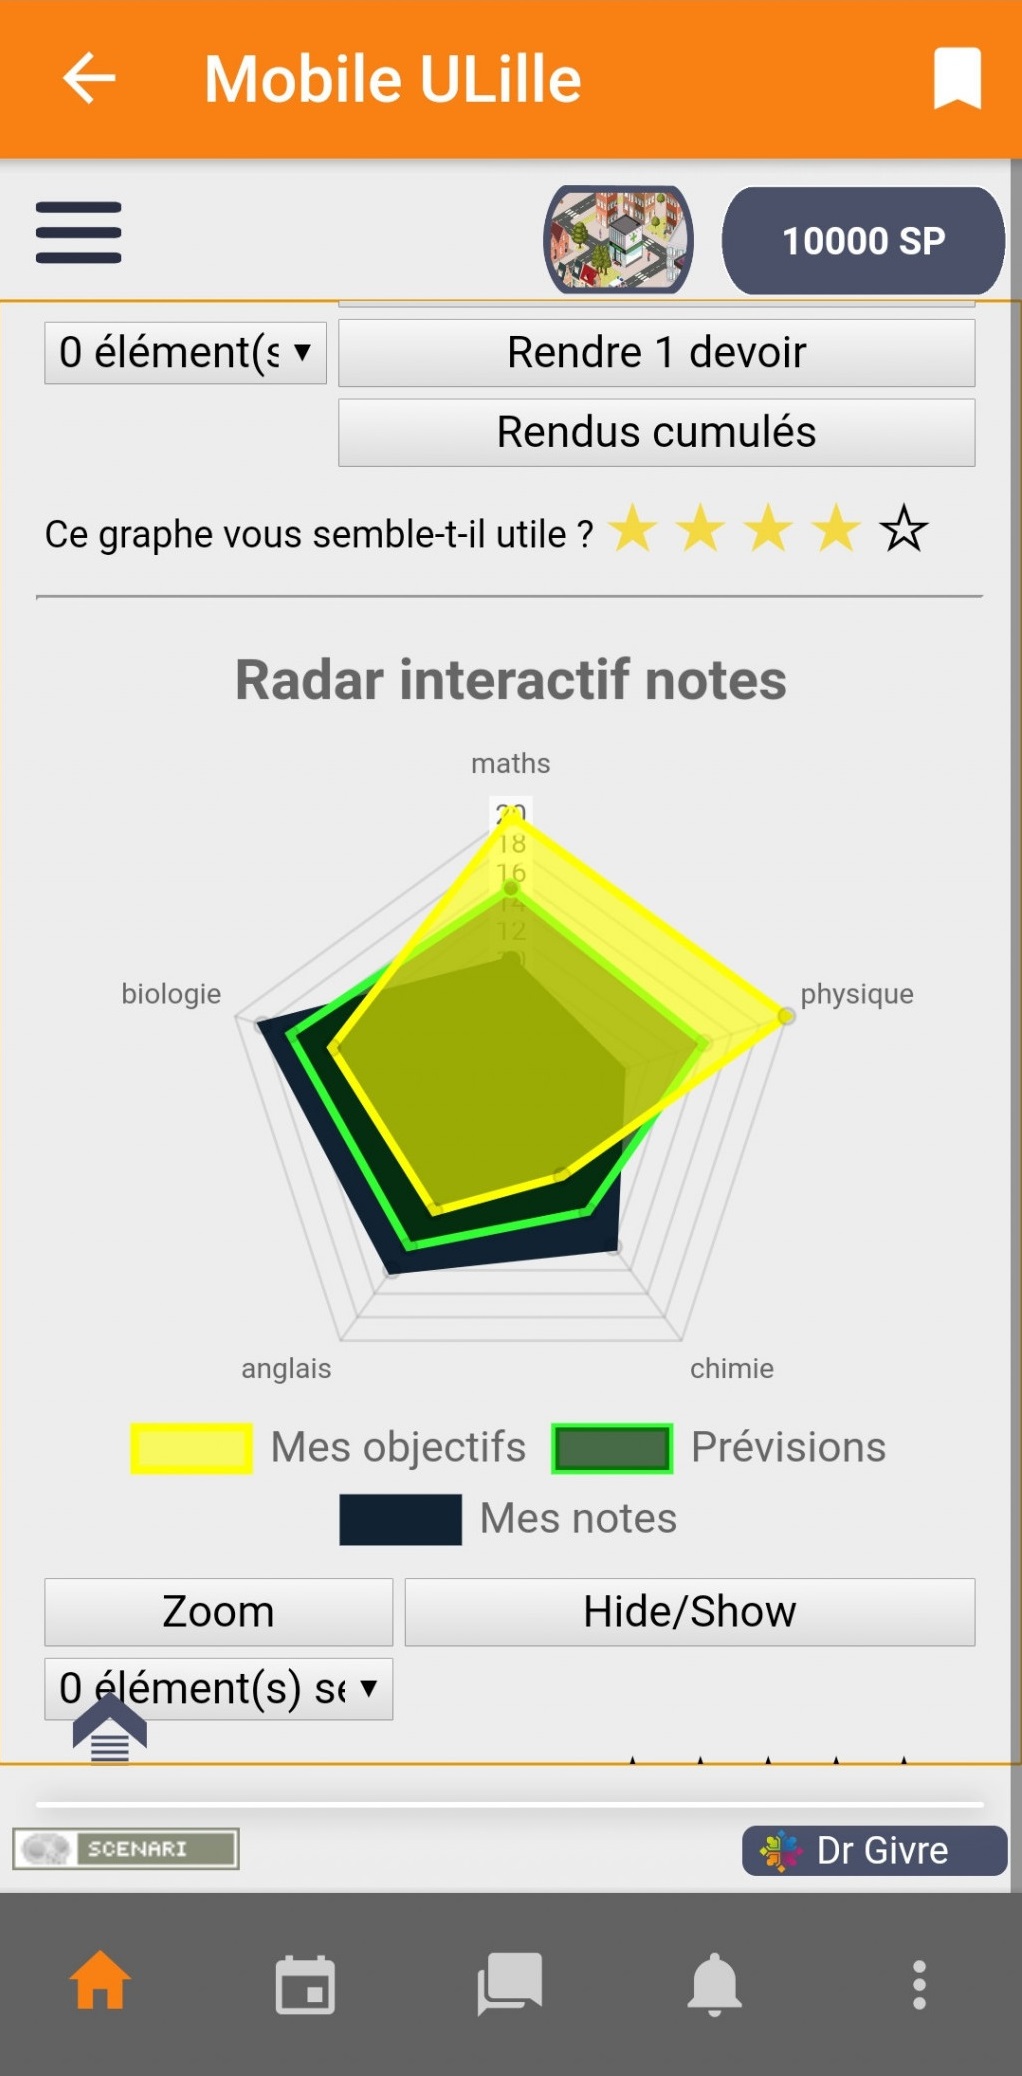 Mobile ULille
10000 SP
0 élément(s
Rendre 1 devoir
Rendus cumulés
Ce graphe vous semble-t-il utile ?
Radar interactif notes
maths
20
18
16
14
12
10
biologie
physique
anglais
chimie
Mes objectifs
Prévisions
Mes notes
Zoom
Hide/Show
0 élément(s) se
SCENARI
Dr Givre